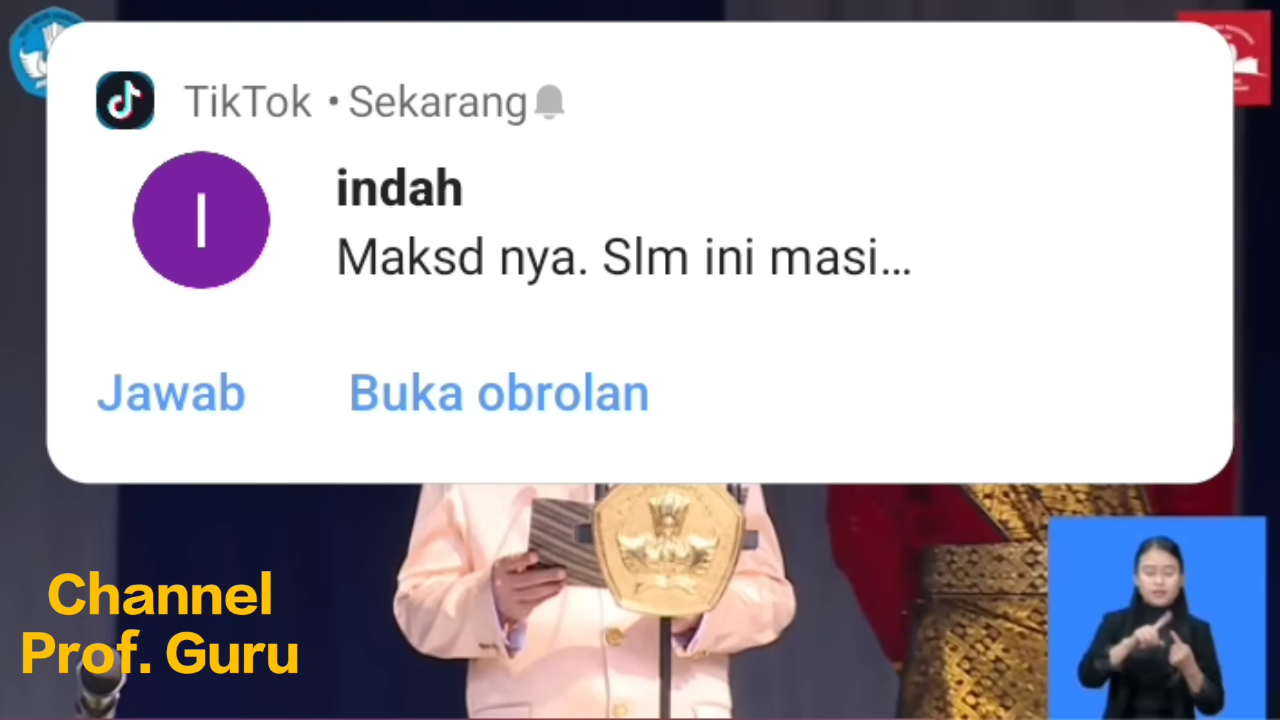 TikTok • Sekarang
I
indah
Maksd nya. Slm ini masi...
Jawab Buka obrolan
Channel
Prof. Guru